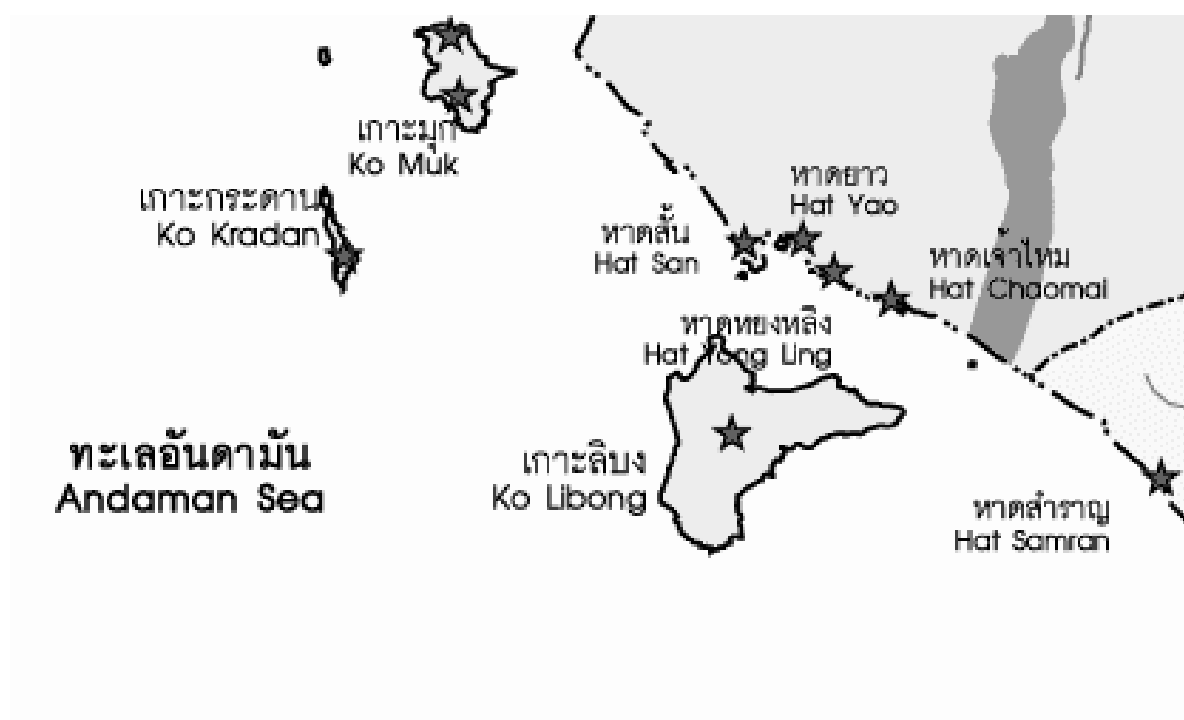 เกาะมุก
Ko Muk
เกาะกระดาน
Ko Kradan
หาดยาว
Hat Yao
หาดสั้น
Hat San
หาดเจ้าไหม
Hat Chaomai
หาดหยงหลิง
Hat Yong Ling
ทะเลอันดามัน
Andaman Sea
เกาะลิบง
Ko Libong
หาดสำราญ
Hat Samran